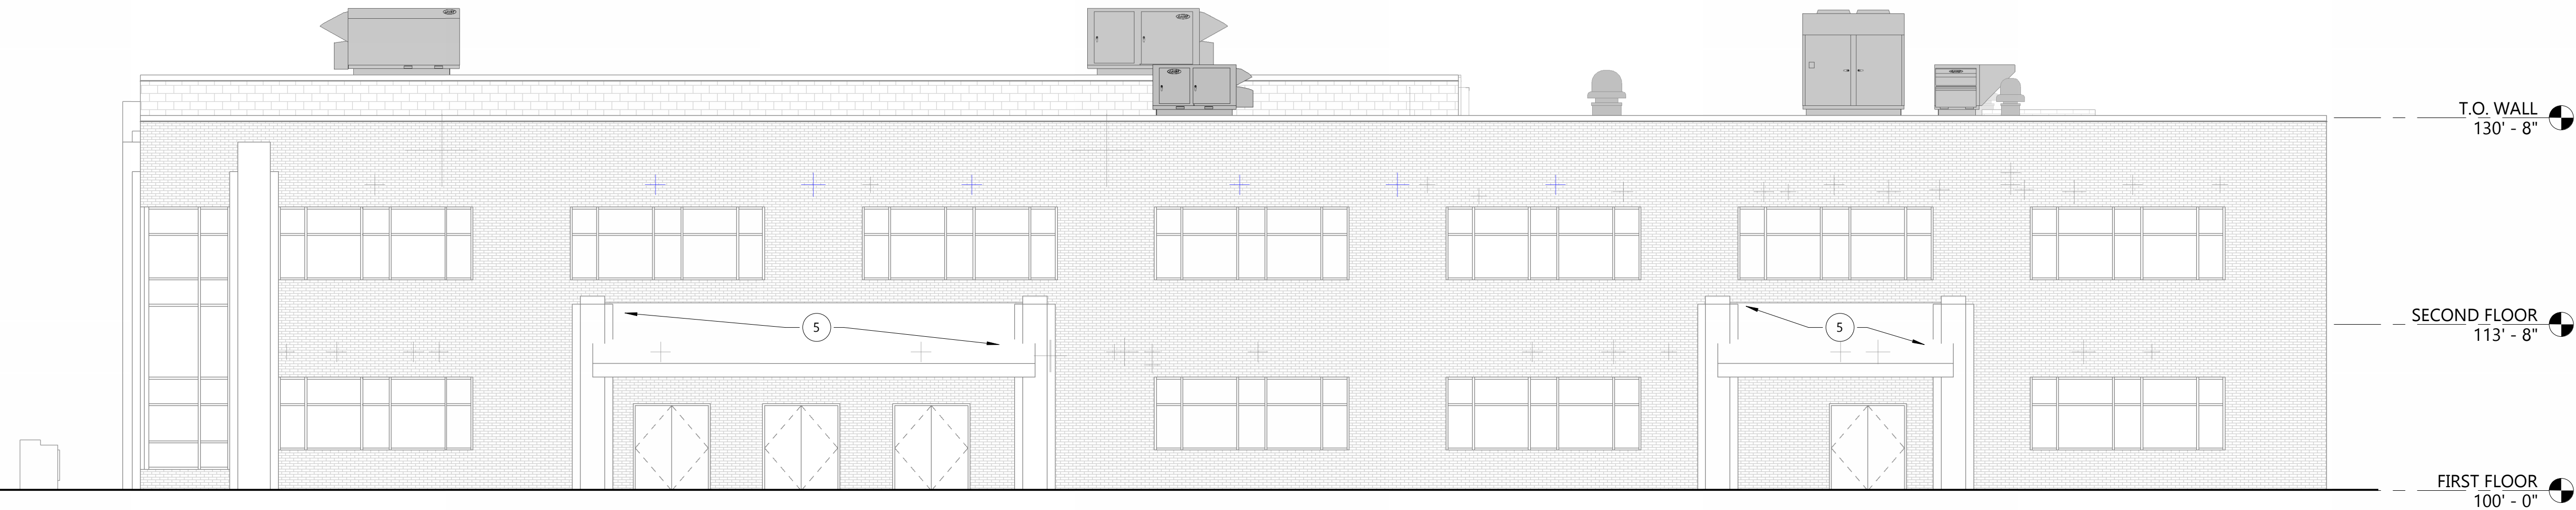 T.O. WALL
130' - 8"
5
5
SECOND FLOOR
113' - 8"
FIRST FLOOR
100' - 0"